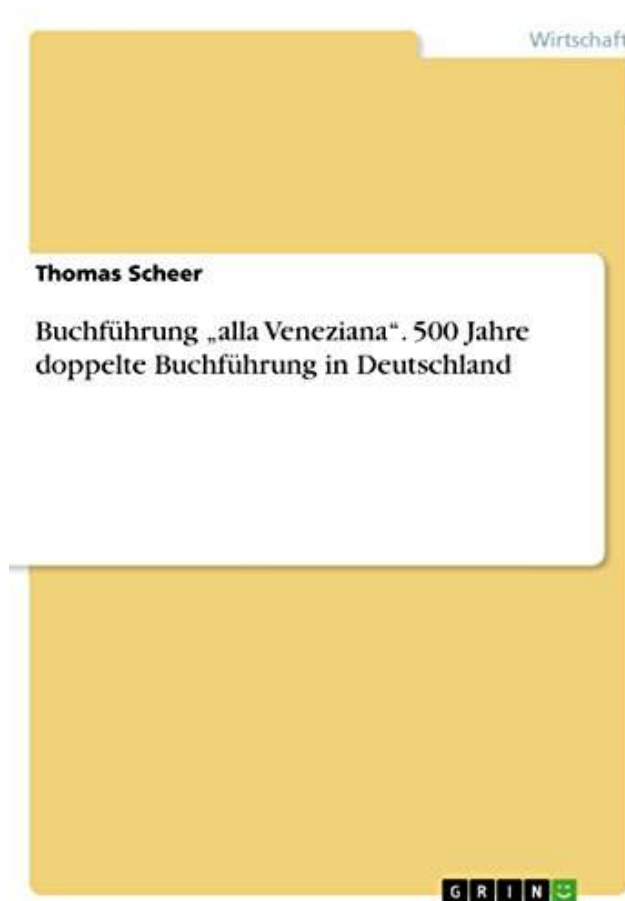 Wirtschaft
Thomas Scheer
Buchführung „alla Veneziana“. 500 Jahre
doppelte Buchführung in Deutschland
GRIN